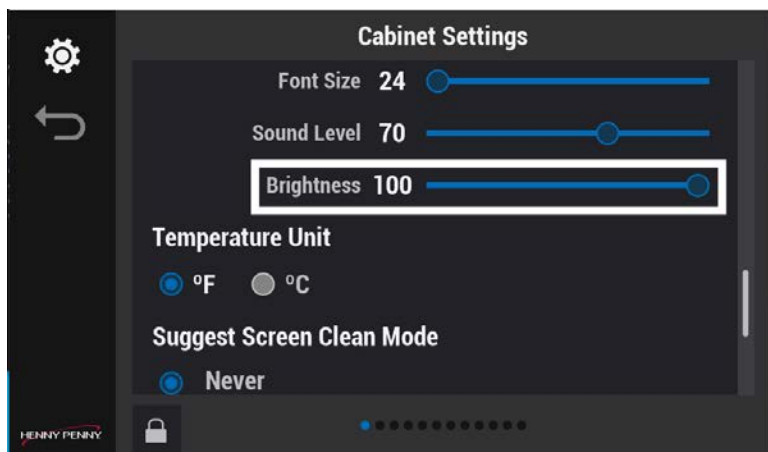 Cabinet Settings
Font Size 24
Sound Level 70
Brightness 100
Temperature Unit
ºF ºC
Suggest Screen Clean Mode
Never
HENNY PENNY